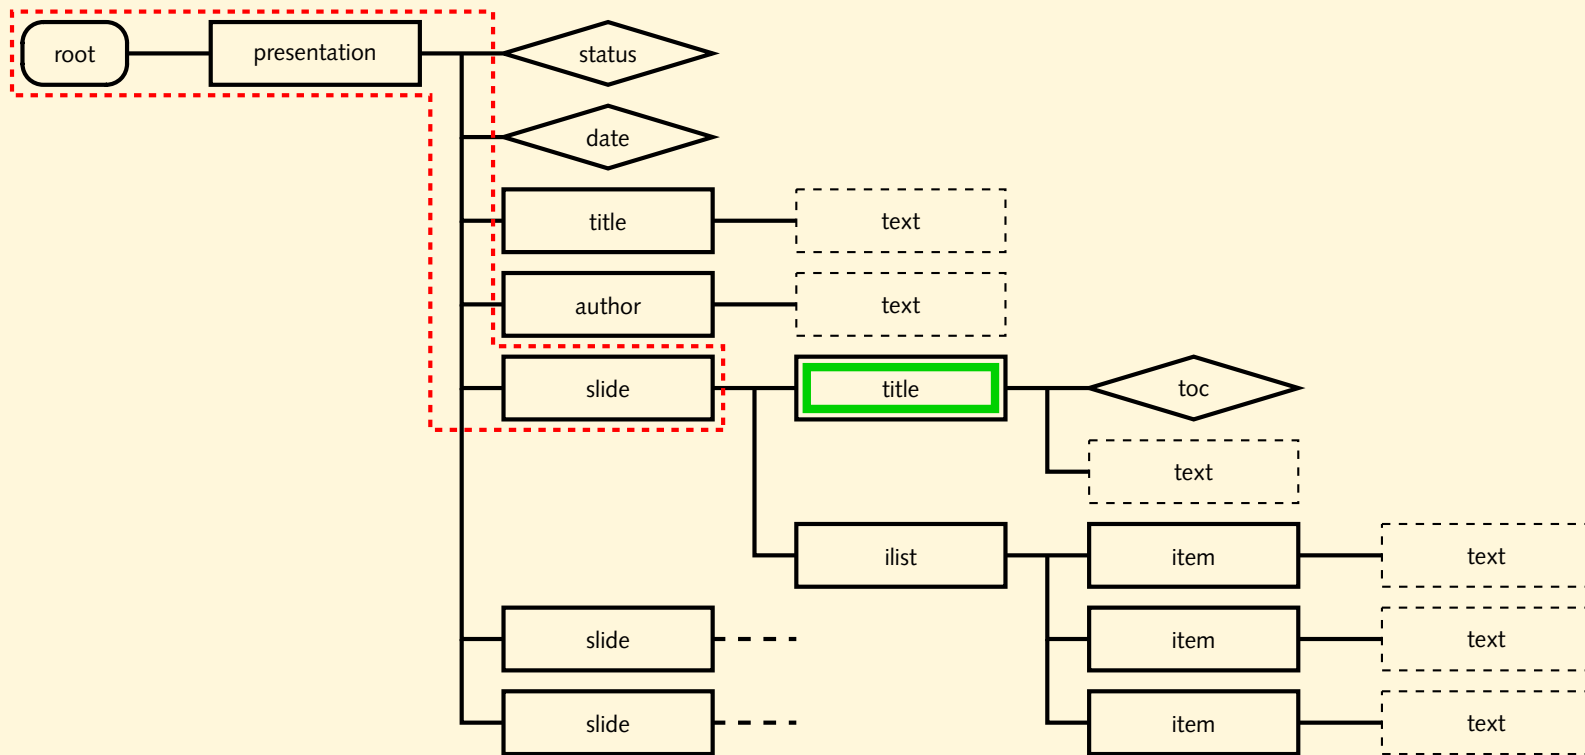 root presentation status
date
title text
author text
slide title toc
text
ilist item text
slide item text
slide item text